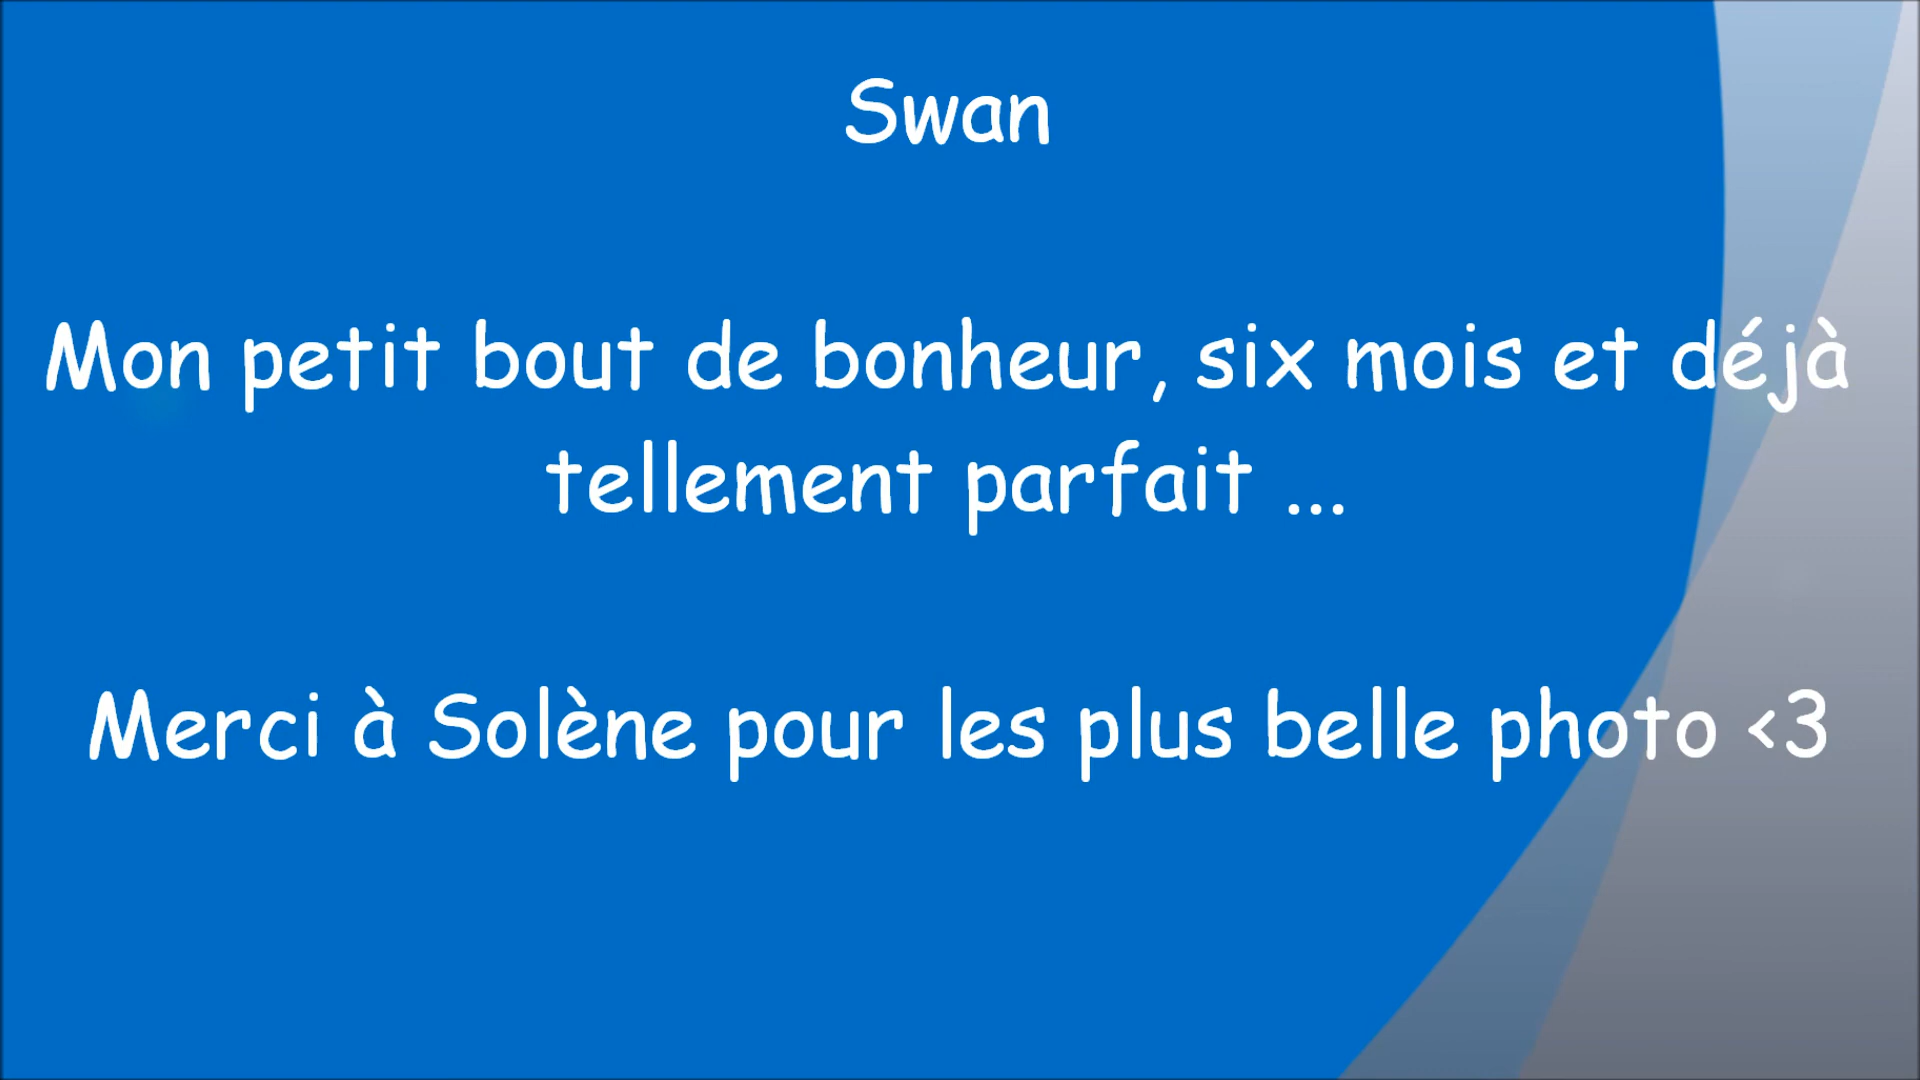 Swan
Mon petit bout de bonheur, six mois et déjà
tellement parfait ...
Merci à Solène pour les plus belle photo <3